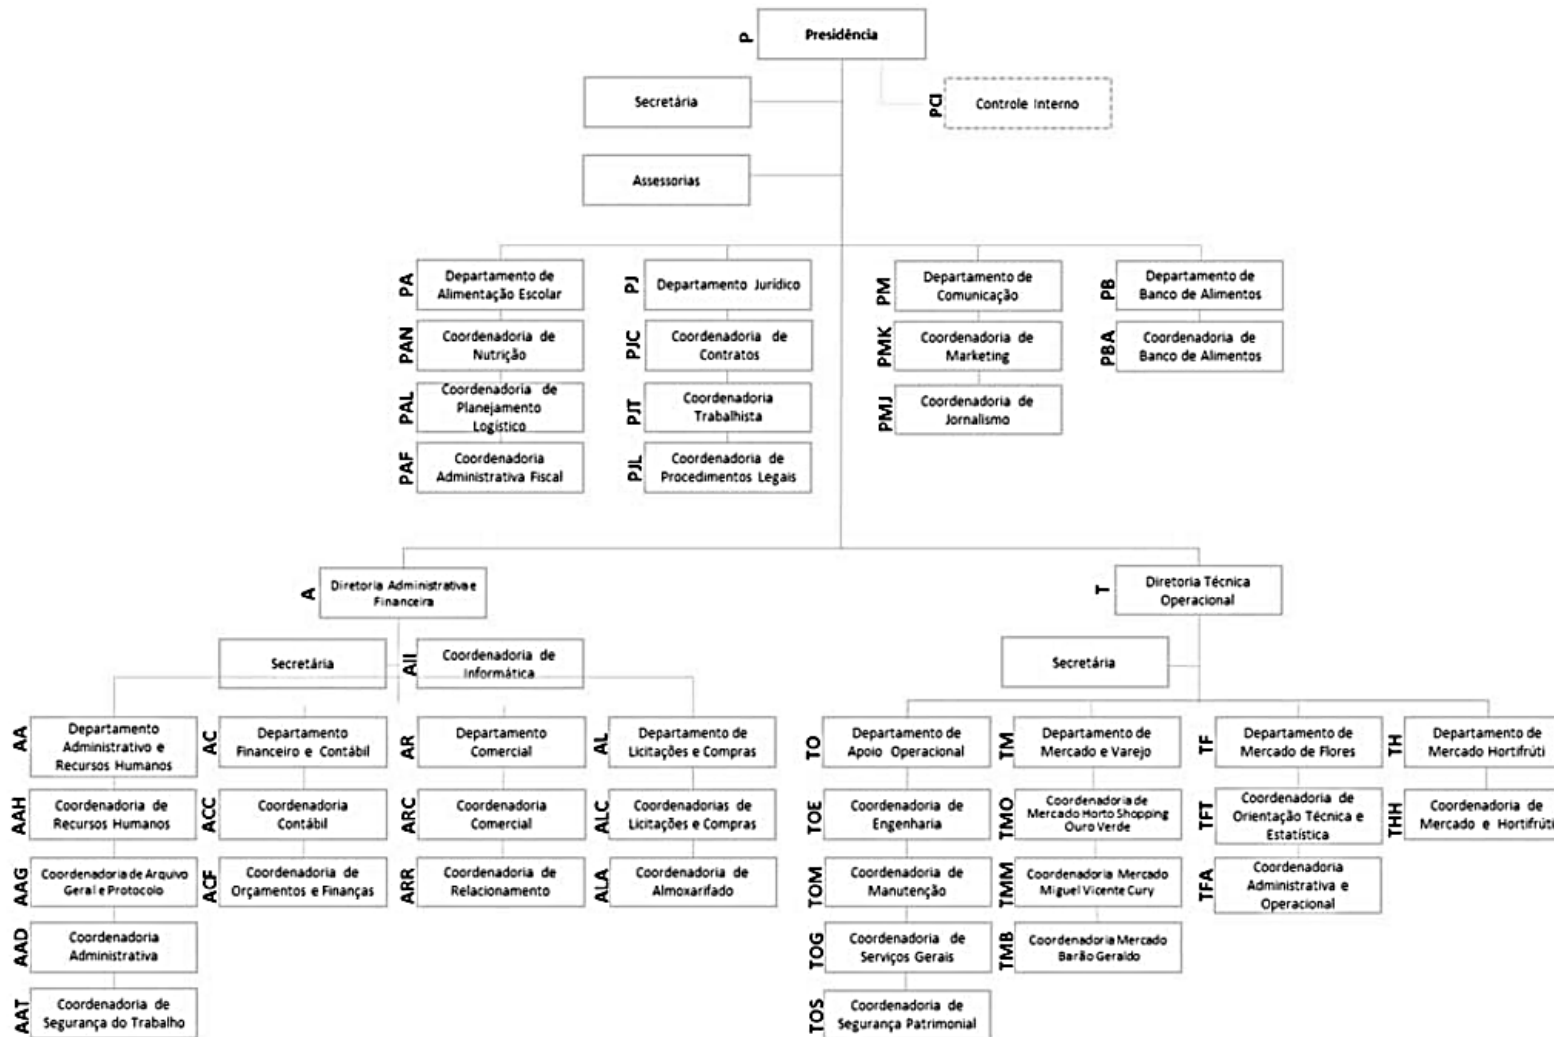 P
Presidência
Secretária
PCI
Controle Interno
Assessorias
PA
Departamento de
Alimentação Escolar
PJ
Departamento Jurídico
PM
Departamento de
Comunicação
PB
Departamento de
Banco de Alimentos
PAN
Coordenadoria de
Nutrição
PJC
Coordenadoria de
Contratos
PMK
Coordenadoria de
Marketing
PBA
Coordenadoria de
Banco de Alimentos
PAL
Coordenadoria de
Planejamento
Logístico
PJT
Coordenadoria
Trabalhista
PMJ
Coordenadoria de
Jornalismo
PAF
Coordenadoria
Administrativa Fiscal
PJL
Coordenadoria de
Procedimentos Legais
A
Diretoria Administrativa e
Financeira
T
Diretoria Técnica
Operacional
Secretária
AII
Coordenadoria de
Informática
Secretária
AA
Departamento
Administrativo e
Recursos Humanos
AC
Departamento
Financeiro e Contábil
AR
Departamento
Comercial
AL
Departamento de
Licitações e Compras
TO
Departamento de
Apoio Operacional
TM
Departamento de
Mercado e Varejo
TF
Departamento de
Mercado de Flores
TH
Departamento de
Mercado Hortifrúti
AAH
Coordenadoria de
Recursos Humanos
ACC
Coordenadoria
Contábil
ARC
Coordenadoria
Comercial
ALC
Coordenadorias de
Licitações e Compras
TOE
Coordenadoria de
Engenharia
TMO
Coordenadoria de
Mercado Horto Shopping
Ouro Verde
TFT
Coordenadoria de
Orientação Técnica e
Estatística
THH
Coordenadoria de
Mercado e Hortifrúti
AAG
Coordenadoria de Arquivo
Geral e Protocolo
ACF
Coordenadoria de
Orçamentos e Finanças
ARR
Coordenadoria de
Relacionamento
ALA
Coordenadoria de
Almoxarifado
TOM
Coordenadoria de
Manutenção
TMM
Coordenadoria Mercado
Miguel Vicente Cury
TFA
Coordenadoria
Administrativa e
Operacional
AAD
Coordenadoria
Administrativa
TOG
Coordenadoria de
Serviços Gerais
TMB
Coordenadoria Mercado
Barão Geraldo
AAT
Coordenadoria de
Segurança do Trabalho
TOS
Coordenadoria de
Segurança Patrimonial